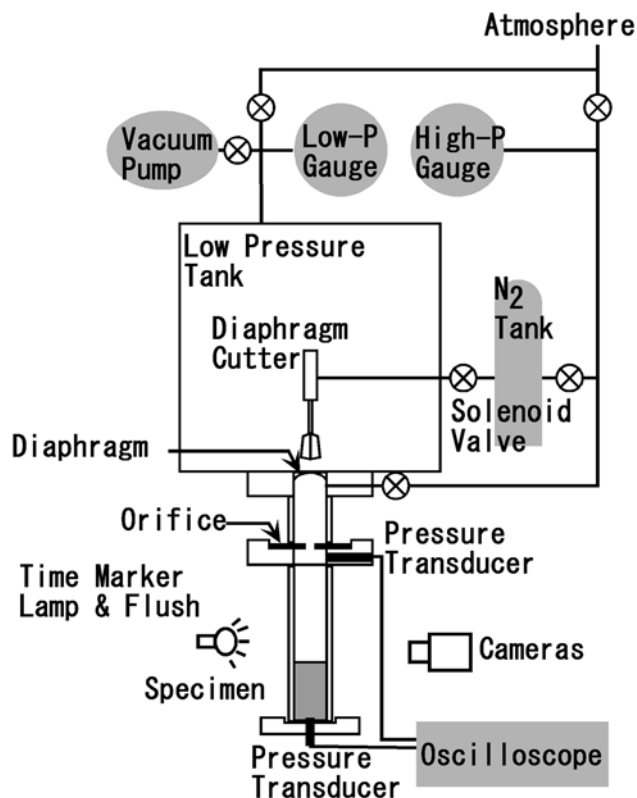 Atmosphere
Vacuum
Pump
Low-P
Gauge
High-P
Gauge
Low Pressure
Tank
Diaphragm
Cutter
N2
Tank
Solenoid
Valve
Diaphragm
Orifice
Pressure
Transducer
Time Marker
Lamp & Flush
Cameras
Specimen
Pressure
Transducer
Oscilloscope